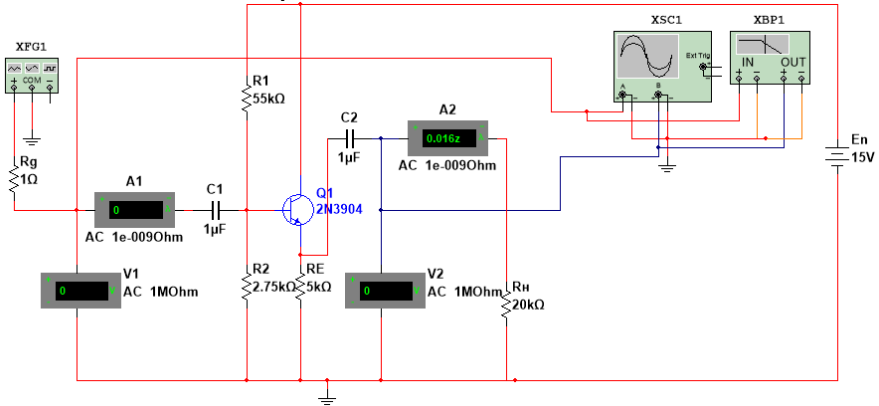 XFG1
COM
Rg
1Ω
A1
0
AC 1e-009Ohm
V1
0
V
AC 1MOhm
C1
1µF
R1
55kΩ
R2
2.75kΩ
Q1
2N3904
RE
5kΩ
C2
1µF
A2
0.016z
AC 1e-009Ohm
V2
0
V
AC 1MOhm
Rн
20kΩ
XSC1
Ext Trig
A
B
XBP1
IN
OUT
En
15V